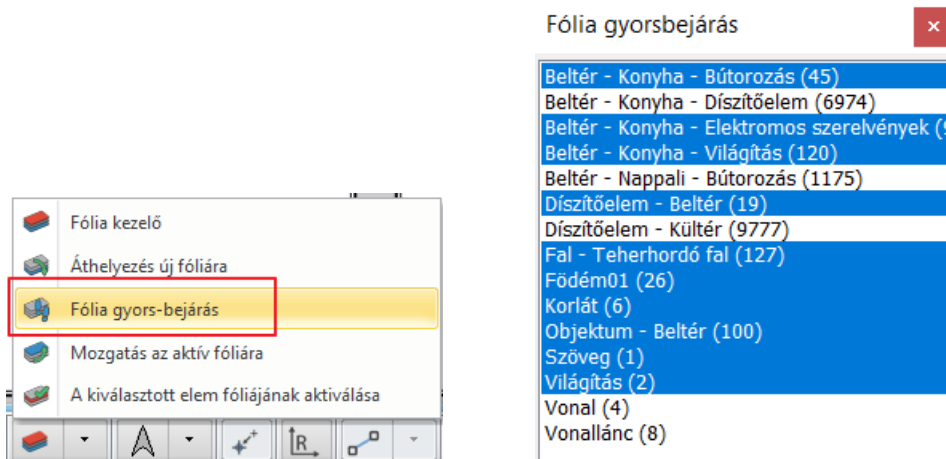 Fólia gyorsbejárás
Beltér - Konyha - Bútorozás (45)
Beltér - Konyha - Díszítőelem (6974)
Beltér - Konyha - Elektromos szerelvények (
Beltér - Konyha - Világítás (120)
Beltér - Nappali - Bútorozás (1175)
Díszítőelem - Beltér (19)
Díszítőelem - Kültér (9777)
Fal - Teherhordó fal (127)
Födém01 (26)
Korlát (6)
Objektum - Beltér (100)
Szöveg (1)
Világítás (2)
Vonal (4)
Vonallánc (8)
Fólia kezelő
Áthelyezés új fóliára
Fólia gyors-bejárás
Mozgatás az aktív fóliára
A kiválasztott elem fóliájának aktiválása
R